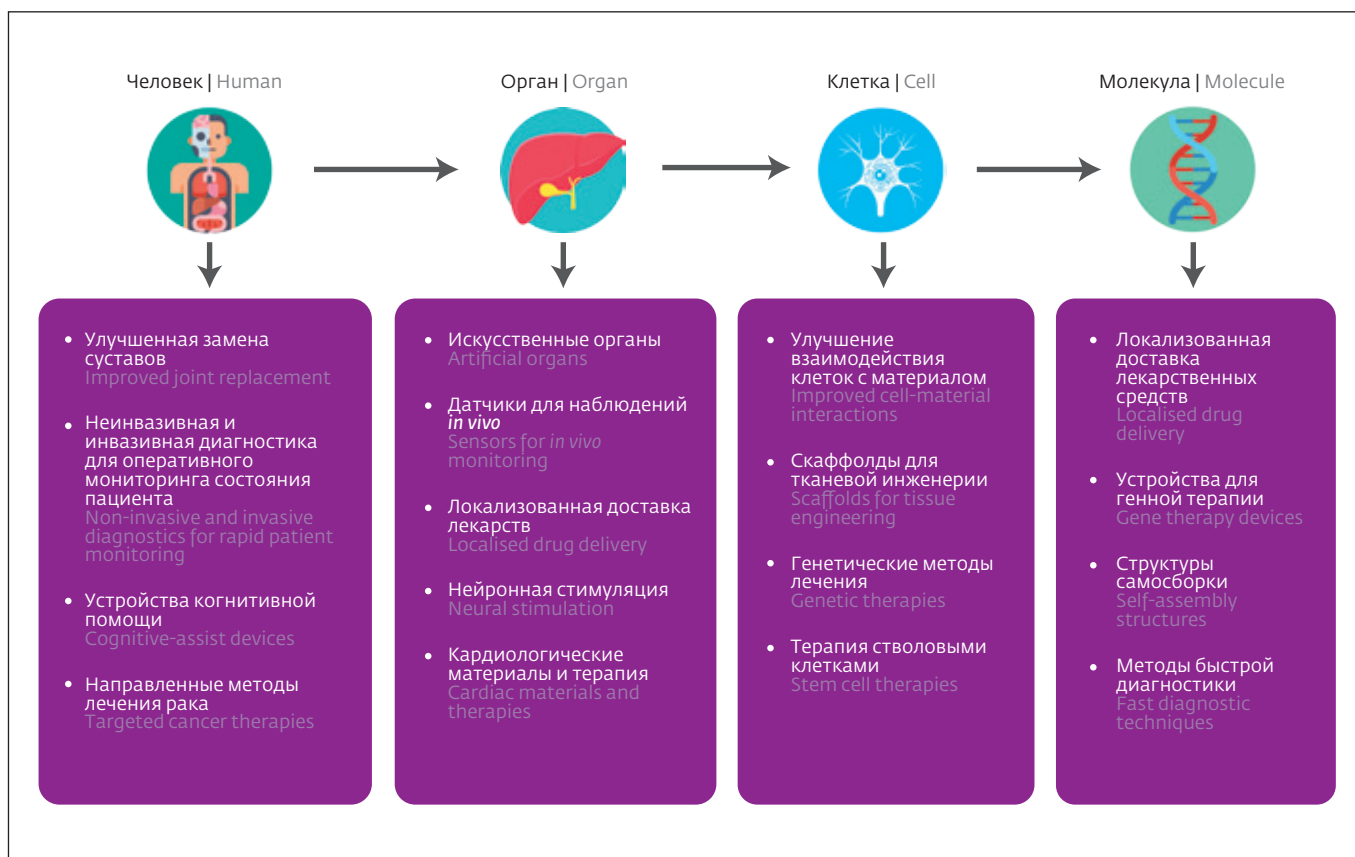 Человек | Human
Орган | Organ
Клетка | Cell
Молекула | Molecule
• Улучшенная замена
суставов
Improved joint replacement
• Неинвазивная и
инвазивная диагностика
для оперативного
мониторинга состояния
пациента
Non-invasive and invasive
diagnostics for rapid patient
monitoring
• Устройства когнитивной
помощи
Cognitive-assist devices
• Направленные методы
лечения рака
Targeted cancer therapies
• Искусственные органы
Artificial organs
• Датчики для наблюдений
in vivo
Sensors for in vivo
monitoring
• Локализованная доставка
лекарств
Localised drug delivery
• Нейронная стимуляция
Neural stimulation
• Кардиологические
материалы и терапия
Cardiac materials and
therapies
• Улучшение
взаимодействия
клеток с материалом
Improved cell-material
interactions
• Скаффолды для
тканевой инженерии
Scaffolds for tissue
engineering
• Генетические методы
лечения
Genetic therapies
• Терапия стволовыми
клетками
Stem cell therapies
• Локализованная
доставка
лекарственных
средств
Localised drug
delivery
• Устройства для
генной терапии
Gene therapy devices
• Структуры
самосборки
Self-assembly
structures
• Методы быстрой
диагностики
Fast diagnostic
techniques